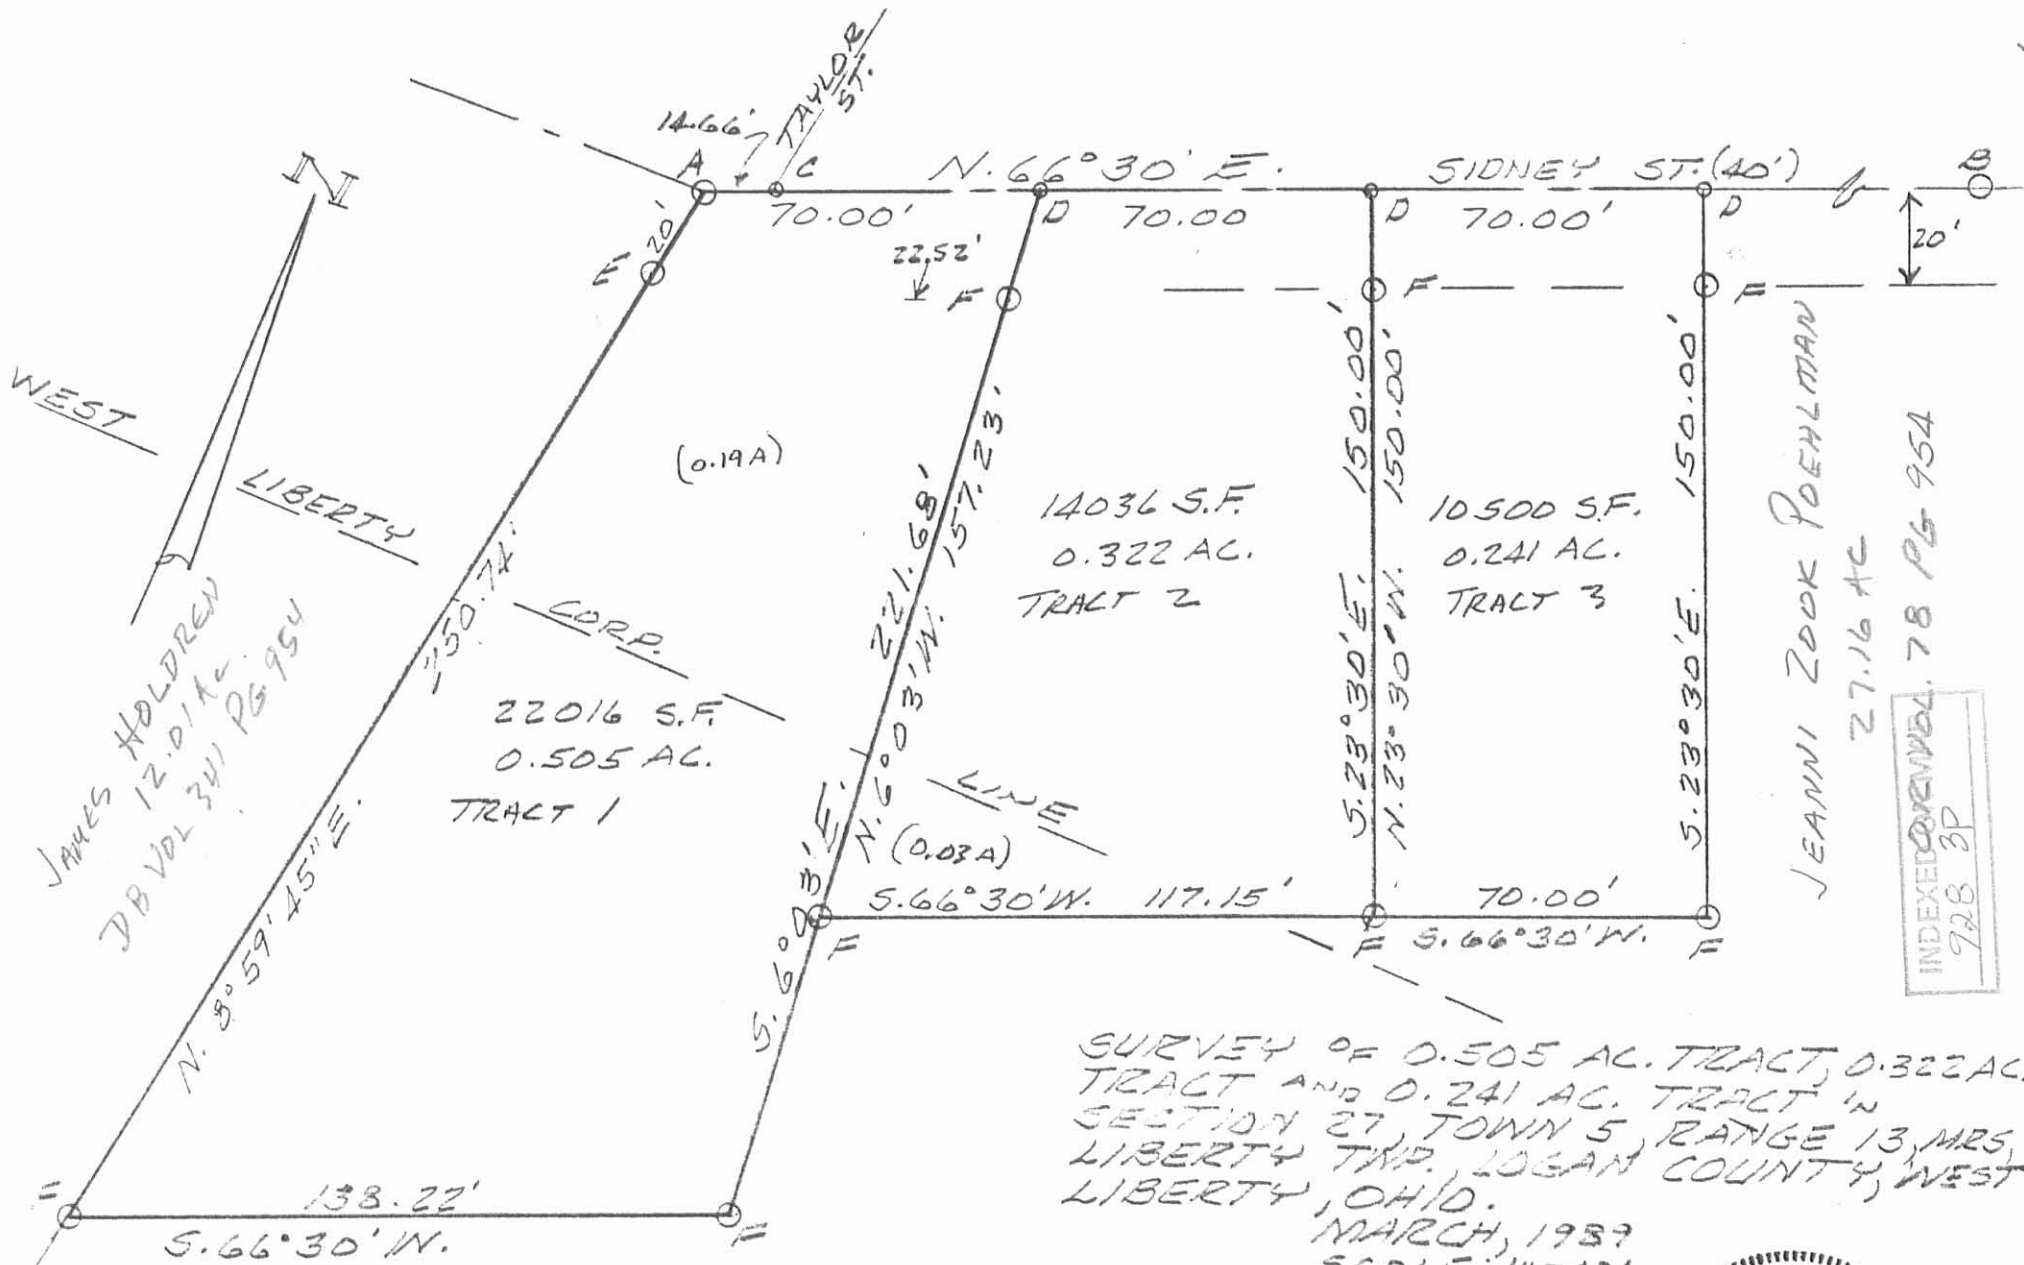 TAYLOR
ST.
14.66'
A
C
N. 66° 30' E.
SIDNEY ST. (40')
B
70.00'
D
70.00
D
70.00'
D
20'
20'
E
22.52'
F
F
F
N
WEST
LIBERTY
CORP.
LINE
(0.19A)
250.74'
N. 8° 59' 45" E.
221.68'
S. 6° 03' E.
157.23'
N. 6° 03' W.
150.00'
S. 23° 30' E.
150.00'
N. 23° 30' W.
150.00'
S. 23° 30' E.
14036 S.F.
0.322 AC.
TRACT 2
10500 S.F.
0.241 AC.
TRACT 3
22016 S.F.
0.505 AC.
TRACT 1
(0.03A)
S. 66° 30' W. 117.15'
70.00'
S. 66° 30' W.
F
F
F
138.22'
S. 66° 30' W.
F
F
JAMES HOLDREN
12.01 Ac.
DB VOL 341 PG 954
JEANNI ZOOK POEHLMAN
27.16 AC
VOL. 78 PG 954
INDEXED
928 3P
SURVEY OF 0.505 AC. TRACT, 0.322 AC.
TRACT AND 0.241 AC. TRACT IN
SECTION 27, TOWN 5, RANGE 13, MRS,
LIBERTY TWP., LOGAN COUNTY, WEST
LIBERTY, OHIO.
MARCH, 1989